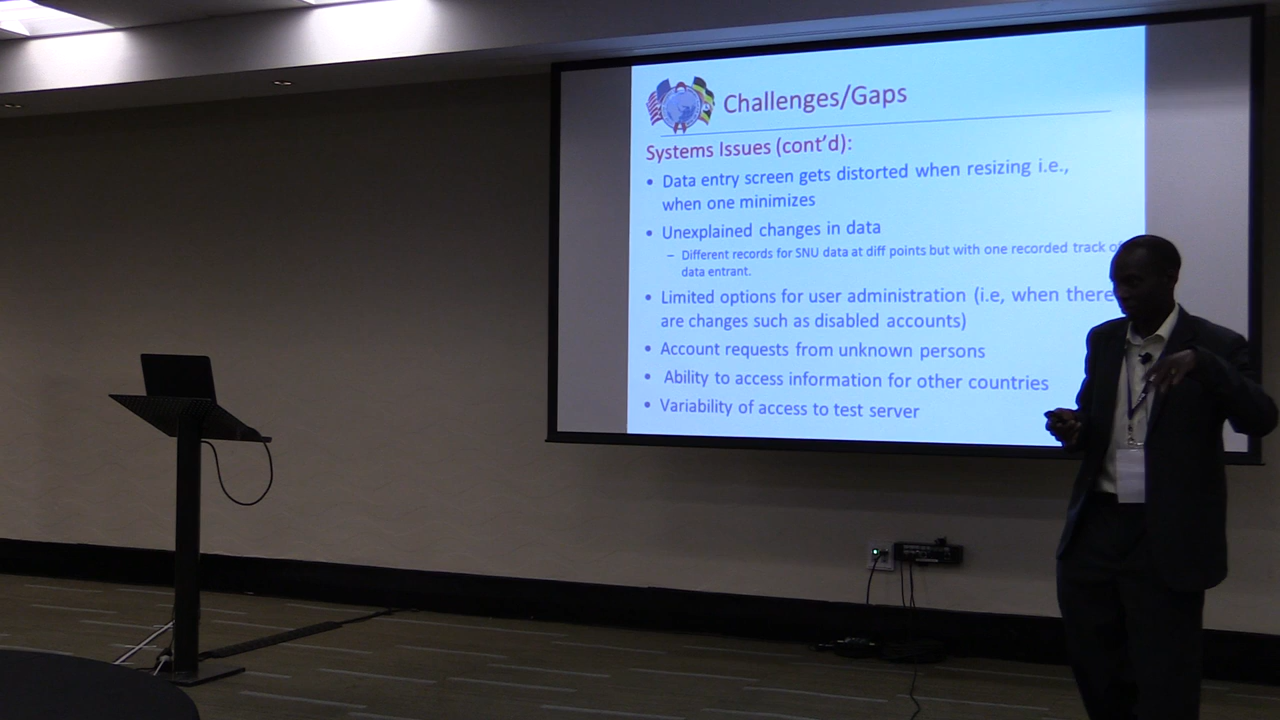 Challenges/Gaps
Systems Issues (cont'd):
• Data entry screen gets distorted when resizing i.e.,
when one minimizes
• Unexplained changes in data
– Different records for SNU data at diff points but with one recorded track of
data entrant.
• Limited options for user administration (i.e, when there
are changes such as disabled accounts)
• Account requests from unknown persons
• Ability to access information for other countries
• Variability of access to test server